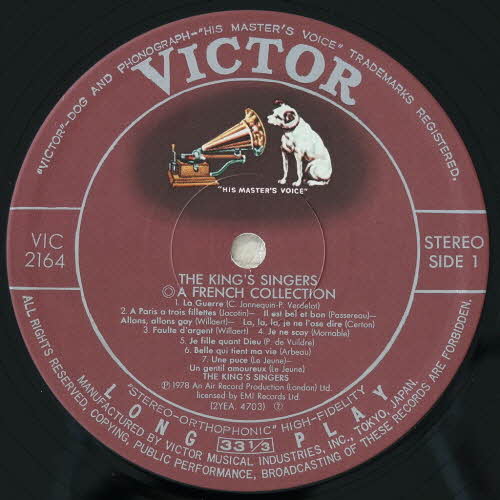 "VICTOR"-DOG AND PHONOGRAPH-"HIS MASTER'S VOICE" TRADEMARKS REGISTERED.
VICTOR
"HIS MASTER'S VOICE"
VIC
2164
STEREO
SIDE 1
THE KING'S SINGERS
◎A FRENCH COLLECTION
1. La Guerre (C. Jannequin-P. Verdelot)
2. A Paris a trois fillettes (Jacotin)— Il est bel et bon (Passereau)—
Allons, allons gay (Willaert)— La, la, la, je ne l'ose dire (Certon)
3. Faulte d'argent (Willaert) 4. Je ne scay (Mornable)
5. Je fille quant Dieu (P. de Vuildre)
6. Belle qui tient ma vie (Arbeau)
7. Une puce (Le Jeune)—
Un gentil amoureux (Le Jeune)
THE KING'S SINGERS
℗1978 An Air Record Production (London) Ltd.
licensed by EMI Records Ltd.
(2YEA. 4703) ⑦
"STEREO-ORTHOPHONIC" HIGH-FIDELITY
LONG 33 1/3 PLAY
MANUFACTURED BY VICTOR MUSICAL INDUSTRIES, INC., TOKYO, JAPAN.
ALL RIGHTS RESERVED, COPYING, PUBLIC PERFORMANCE, BROADCASTING OF THESE RECORDS ARE FORBIDDEN.